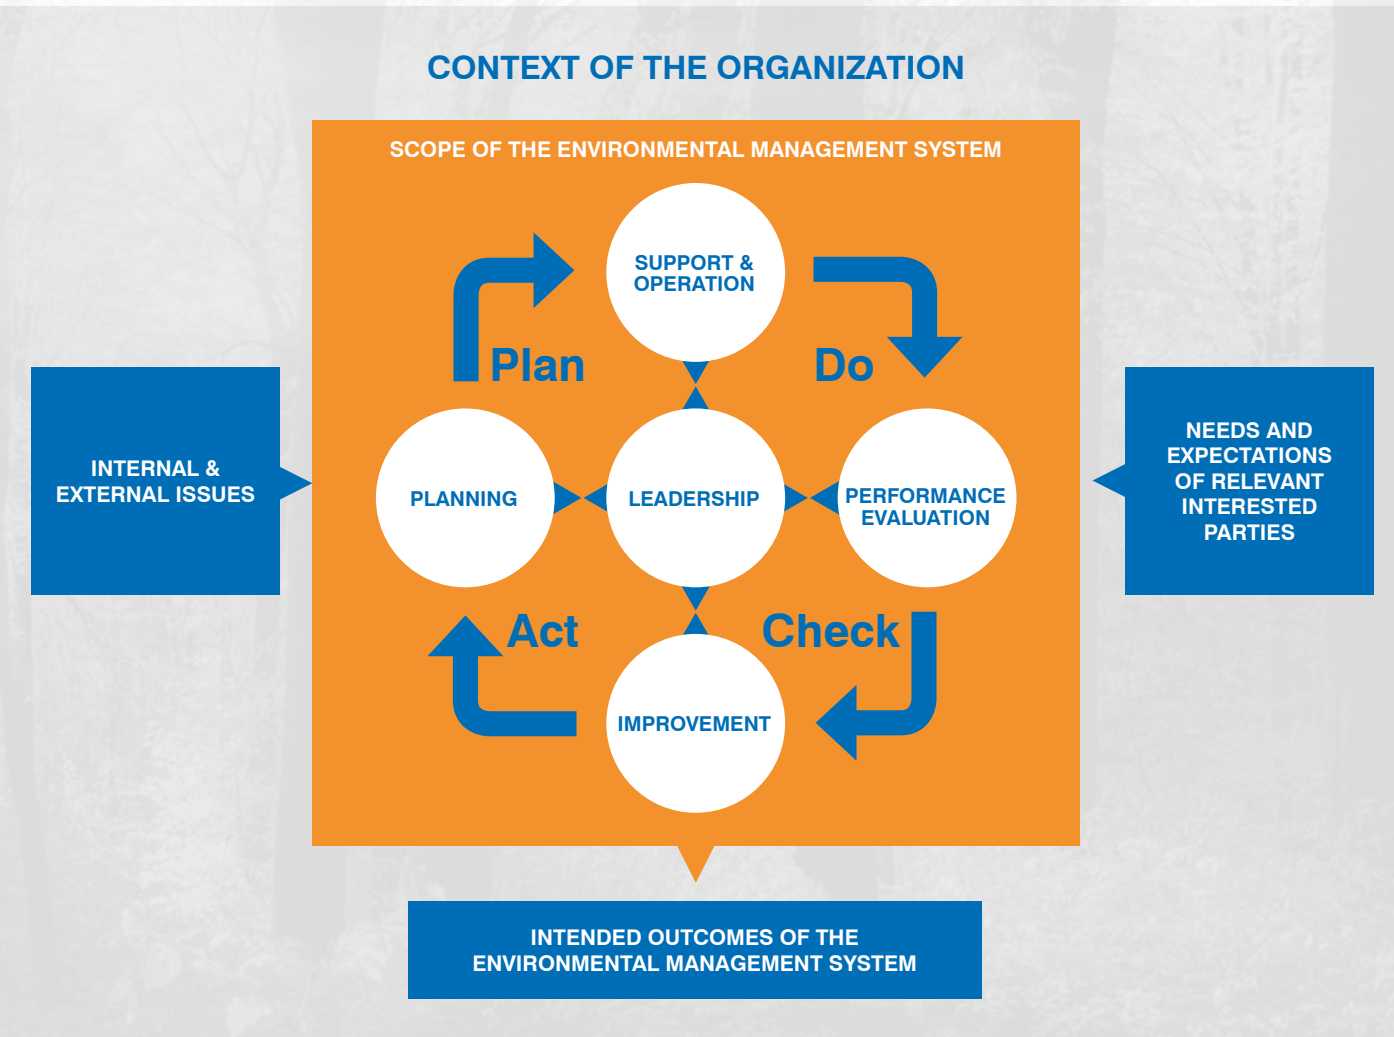 CONTEXT OF THE ORGANIZATION
SCOPE OF THE ENVIRONMENTAL MANAGEMENT SYSTEM
SUPPORT &
OPERATION
Plan
Do
INTERNAL &
EXTERNAL ISSUES
PLANNING
LEADERSHIP
PERFORMANCE
EVALUATION
NEEDS AND
EXPECTATIONS
OF RELEVANT
INTERESTED
PARTIES
Act
Check
IMPROVEMENT
INTENDED OUTCOMES OF THE
ENVIRONMENTAL MANAGEMENT SYSTEM